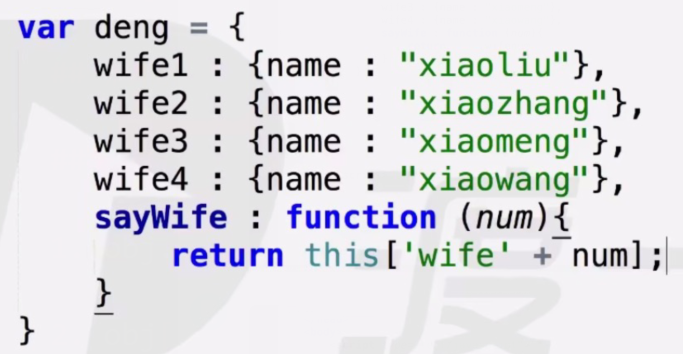 var deng = {
    wife1 : {name : "xiaoliu"},
    wife2 : {name : "xiaozhang"},
    wife3 : {name : "xiaomeng"},
    wife4 : {name : "xiaowang"},
    sayWife : function (num){
        return this['wife' + num];
    }
}